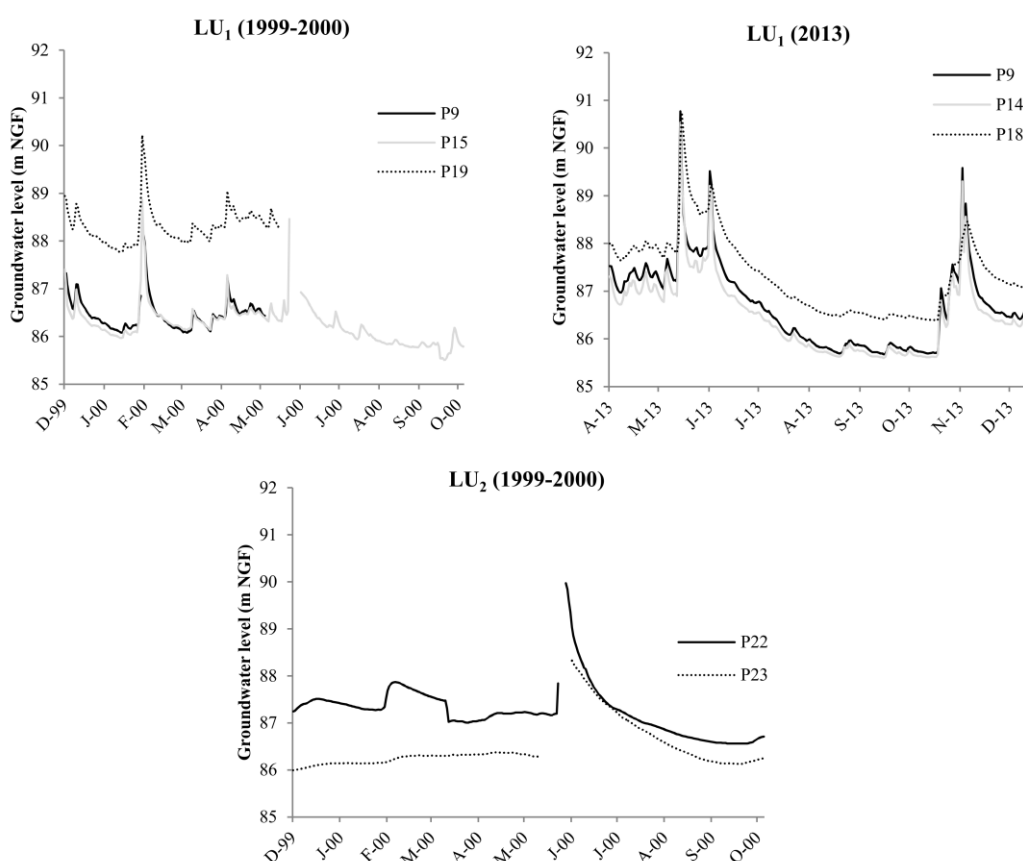 LU₁ (1999-2000)
Groundwater level (m NGF)
92
91
90
89
88
87
86
85
D-99
J-00
F-00
M-00
A-00
M-00
J-00
J-00
A-00
S-00
O-00
P9
P15
P19
LU₁ (2013)
Groundwater level (m NGF)
92
91
90
89
88
87
86
85
A-13
M-13
J-13
J-13
A-13
S-13
O-13
N-13
D-13
P9
P14
P18
LU₂ (1999-2000)
Groundwater level (m NGF)
92
91
90
89
88
87
86
85
D-99
J-00
F-00
M-00
A-00
M-00
J-00
J-00
A-00
S-00
O-00
P22
P23